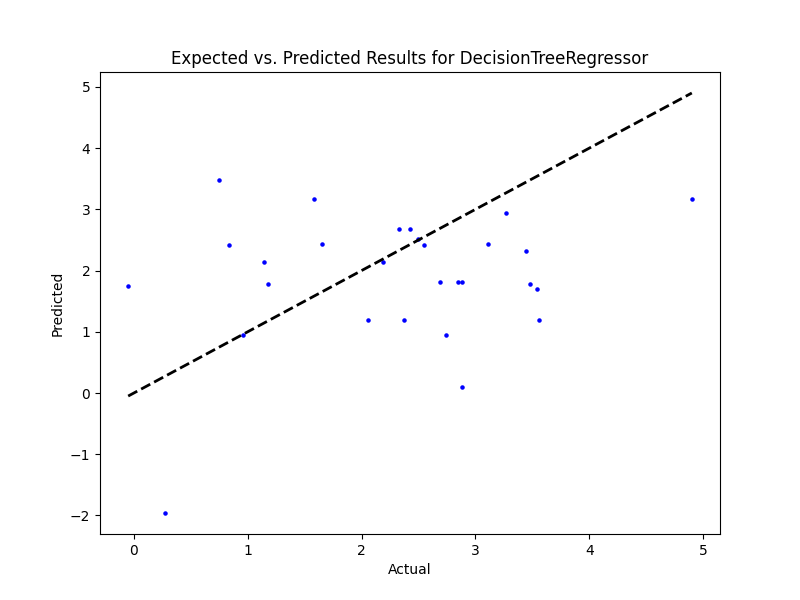 Expected vs. Predicted Results for DecisionTreeRegressor
5
4
3
2
1
0
−1
−2
Predicted
0 1 2 3 4 5
Actual